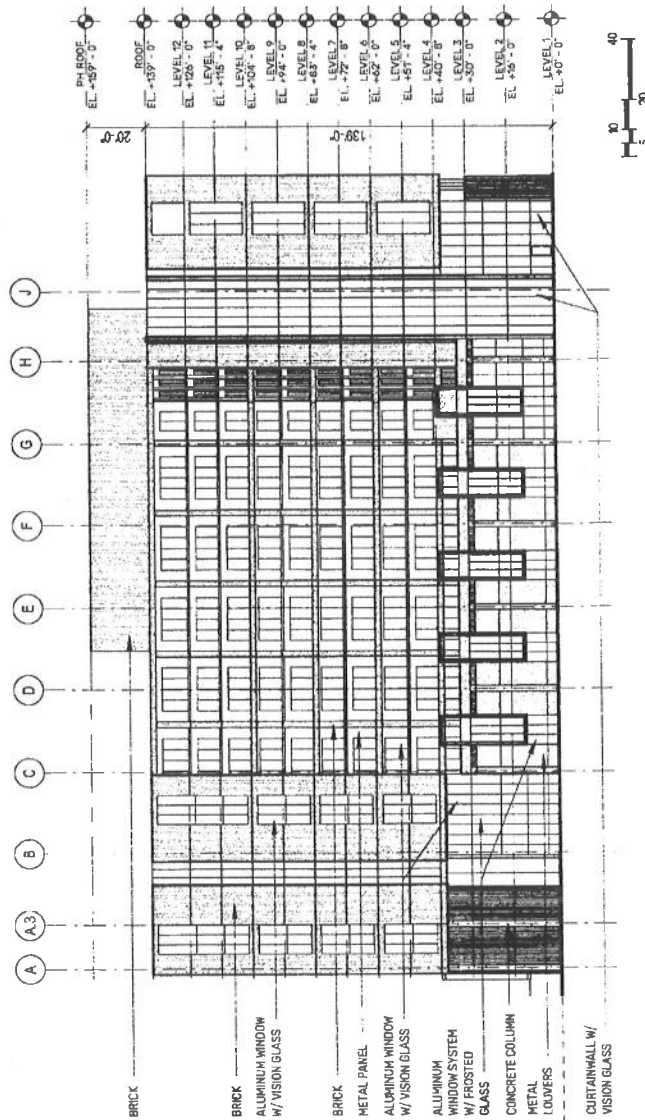 PH ROOF
EL. +159' - 0"
ROOF
EL. +139' - 0"
LEVEL 12
EL. +126' - 0"
LEVEL 11
EL. +115' - 4"
LEVEL 10
EL. +104' - 8"
LEVEL 9
EL. +94' - 0"
LEVEL 8
EL. +83' - 4"
LEVEL 7
EL. +72' - 8"
LEVEL 6
EL. +62' - 0"
LEVEL 5
EL. +51' - 4"
LEVEL 4
EL. +40' - 8"
LEVEL 3
EL. +30' - 0"
LEVEL 2
EL. +16' - 0"
LEVEL 1
EL. +0' - 0"
20'-0"
139'-0"
5
10
20
40
A
A.3
B
C
D
E
F
G
H
J
BRICK
BRICK
ALUMINUM WINDOW
W/ VISION GLASS
BRICK
METAL PANEL
ALUMINUM WINDOW
W/ VISION GLASS
ALUMINUM
WINDOW SYSTEM
W/ FROSTED
GLASS
CONCRETE COLUMN
METAL
LOUVERS
CURTAINWALL W/
VISION GLASS